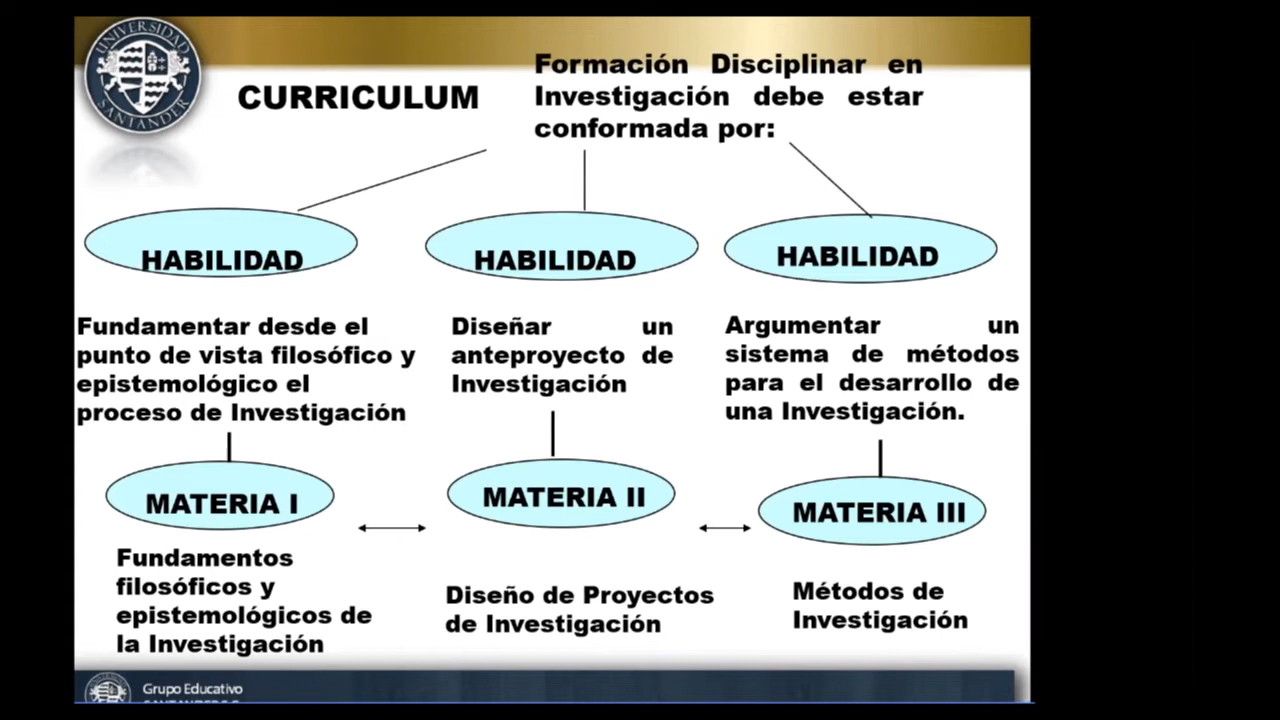 UNIVERSIDAD
SANTANDER
CURRICULUM
Formación Disciplinar en
Investigación debe estar
conformada por:
HABILIDAD
Fundamentar desde el
punto de vista filosófico y
epistemológico el
proceso de Investigación
HABILIDAD
Diseñar un
anteproyecto de
Investigación
HABILIDAD
Argumentar un
sistema de métodos
para el desarrollo de
una Investigación.
MATERIA I
Fundamentos
filosóficos y
epistemológicos de
la Investigación
MATERIA II
Diseño de Proyectos
de Investigación
MATERIA III
Métodos de
Investigación
Grupo Educativo